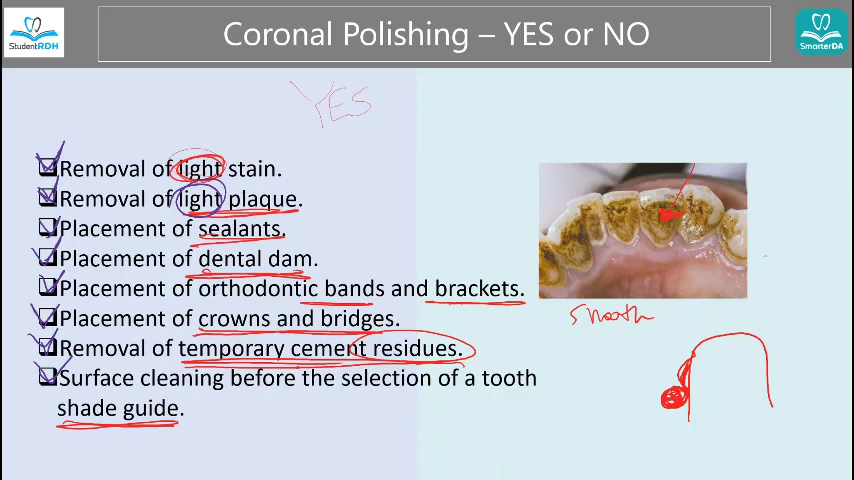 StudentRDH
Coronal Polishing – YES or NO
SmarterDA
YES
Removal of light stain.
Removal of light plaque.
Placement of sealants.
Placement of dental dam.
Placement of orthodontic bands and brackets.
Placement of crowns and bridges.
Removal of temporary cement residues.
Surface cleaning before the selection of a tooth
shade guide.
smooth